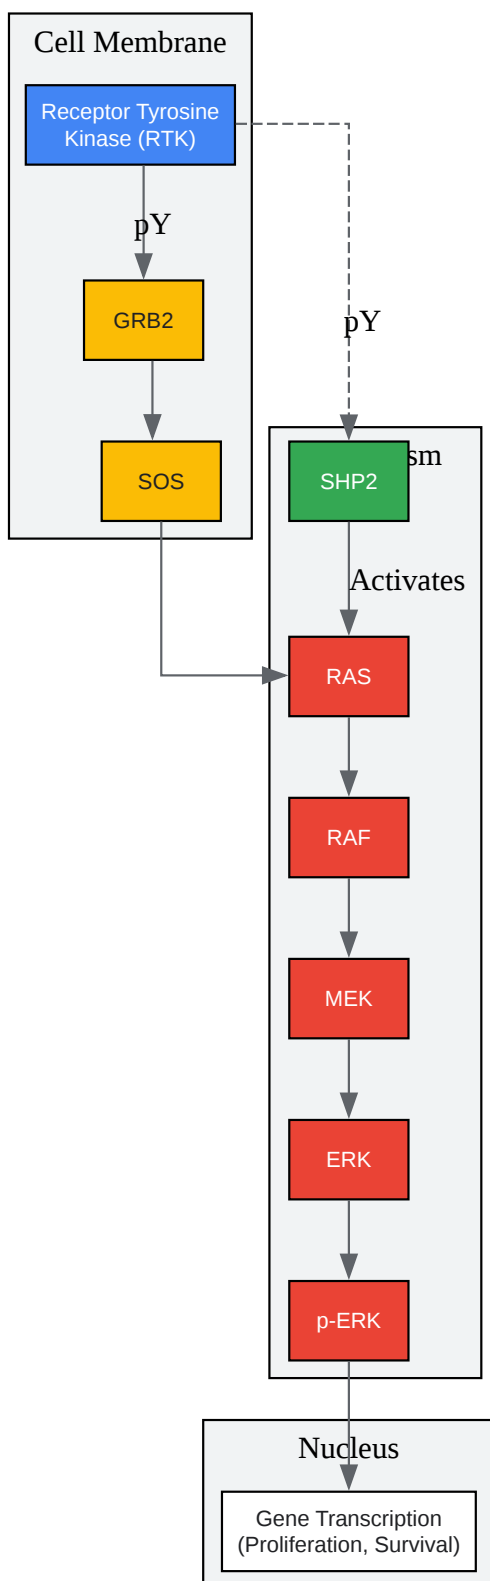 Cell Membrane
Receptor Tyrosine
Kinase (RTK)
pY
GRB2
pY
SOS
SHP2
sm
Activates
RAS
RAF
MEK
ERK
p-ERK
Nucleus
Gene Transcription
(Proliferation, Survival)